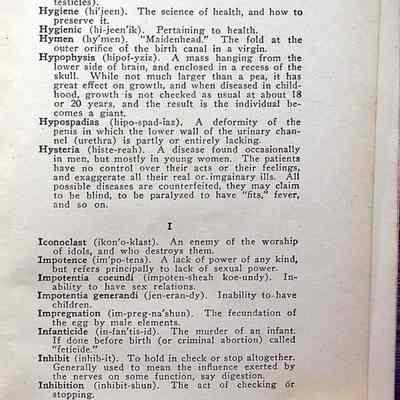 testicles).
Hygiene (hi'jeen). The science of health, and how to
preserve it.
Hygienic (hi-jeen'ik). Pertaining to health.
Hymen (hy'men). "Maidenhead." The fold at the
outer orifice of the birth canal in a virgin.
Hypophysis (hipof-yziz). A mass hanging from the
lower side of brain, and enclosed in a recess of the
skull. While not much larger than a pea, it has
great effect on growth, and when diseased in child-
hood, growth is not checked as usual at about 18
or 20 years, and the result is the individual be-
comes a giant.
Hypospadias (hipo-spad-iaz). A deformity of the
penis in which the lower wall of the urinary chan-
nel (urethra) is partly or entirely lacking.
Hysteria (histe-reah). A disease found occasionally
in men, but mostly in young women. The patients
have no control over their acts or their feelings,
and exaggerate all their real or imginary ills. All
possible diseases are counterfeited, they may claim
to be blind, to be paralyzed to have "fits," fever,
and so on.
I
Iconoclast (ikon'o-klast). An enemy of the worship
of idols, and who destroys them.
Impotence (im'po-tens). A lack of power of any kind,
but refers principally to lack of sexual power.
Impotentia coeundi (impoten-sheah koe-undy). In-
ability to have sex relations.
Impotentia generandi (jen-eran-dy). Inability to have
children.
Impregnation (im-preg-na'shun). The fecundation of
the egg by male elements.
Infanticide (in-fan'tis-id). The murder of an infant.
If done before birth (or criminal abortion) called
"feticide."
Inhibit (inhib-it). To hold in check or stop altogether.
Generally used to mean the influence exerted by
the nerves on some function, say digestion.
Inhibition (inhibit-shun). The act of checking or
stopping.